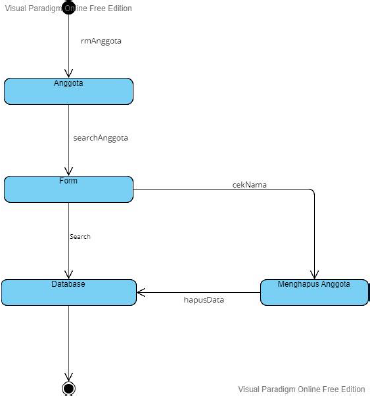 Visual Paradigm Online Free Edition
rmAnggota
Anggota
searchAnggota
Form
cekNama
Search
Database
Menghapus Anggota
hapusData
Visual Paradigm Online Free Edition